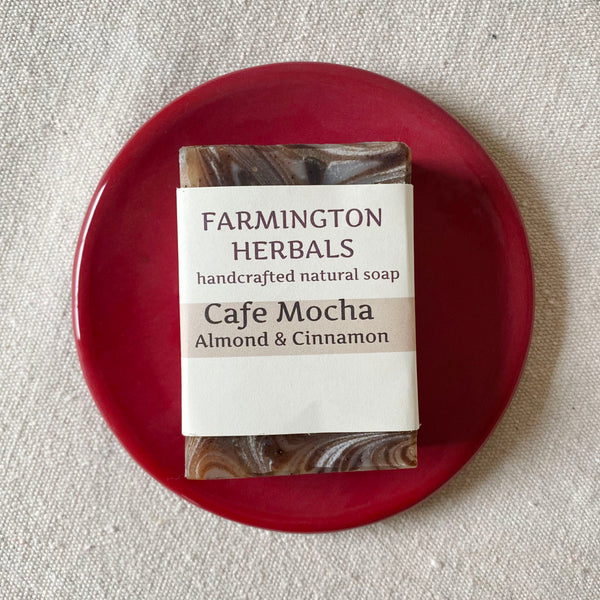 FARMINGTON
HERBALS
handcrafted natural soap
Cafe Mocha
Almond & Cinnamon